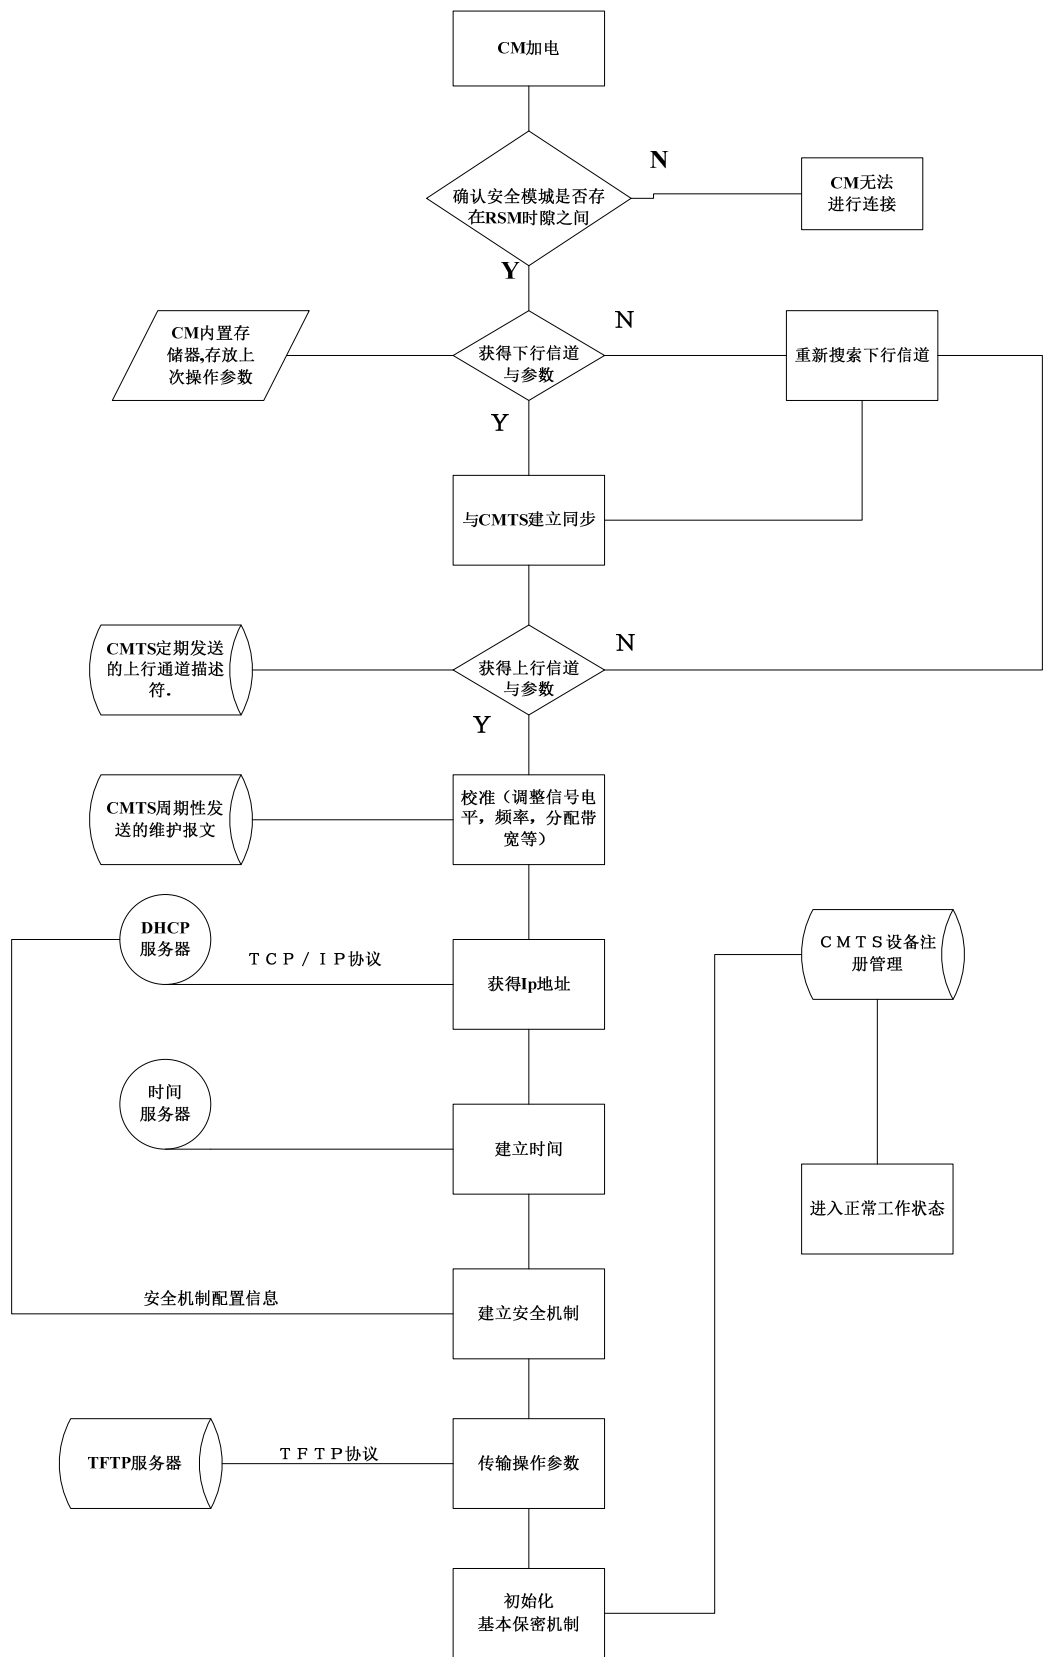 CM加电
N
确认安全模城是否存
在RSM时隙之间
CM无法
进行连接
Y
CM内置存
储器,存放上
次操作参数
获得下行信道
与参数
N
重新搜索下行信道
Y
与CMTS建立同步
CMTS定期发送
的上行通道描述
符.
获得上行信道
与参数
N
Y
CMTS周期性发
送的维护报文
校准（调整信号电
平，频率，分配带
宽等）
DHCP
服务器
ＴＣＰ／ＩＰ协议
获得Ip地址
ＣＭＴＳ设备注
册管理
时间
服务器
建立时间
进入正常工作状态
安全机制配置信息
建立安全机制
TFTP服务器
ＴＦＴＰ协议
传输操作参数
初始化
基本保密机制